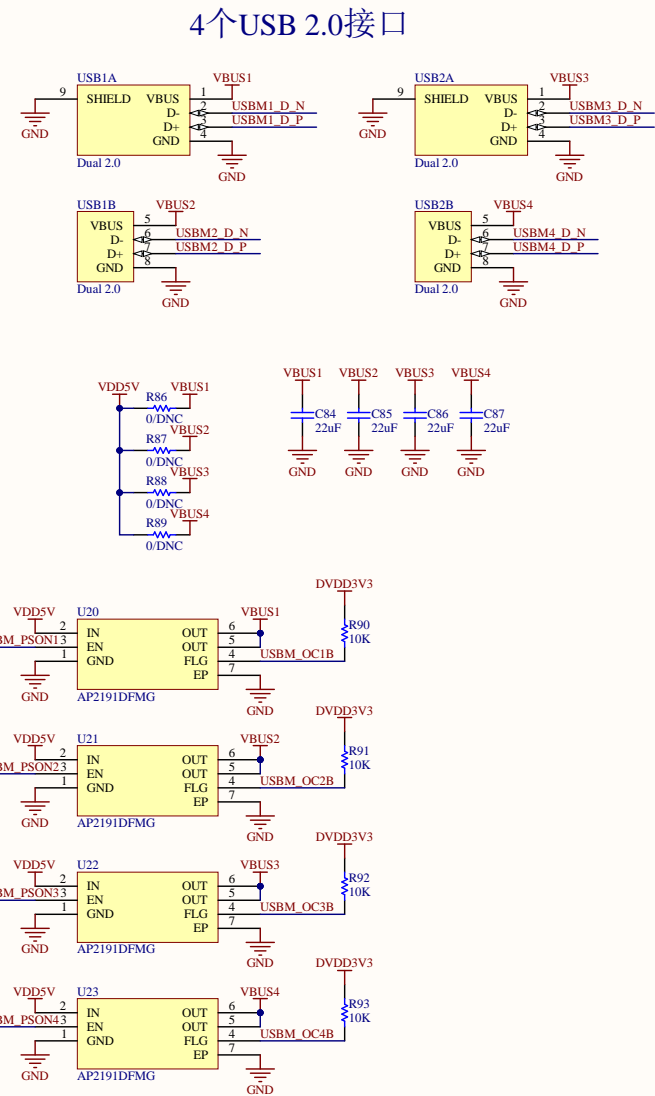 4个USB 2.0接口
USB1A VBUS1 USB2A VBUS3
9 SHIELD VBUS 1 9 SHIELD VBUS 1
D- 2 USBM1_D_N D- 2 USBM3_D_N
D+ 3 USBM1_D_P D+ 3 USBM3_D_P
GND GND 4 GND GND 4
Dual 2.0 GND Dual 2.0 GND
USB1B VBUS2 USB2B VBUS4
VBUS 5 VBUS 5
D- 6 USBM2_D_N D- 6 USBM4_D_N
D+ 7 USBM2_D_P D+ 7 USBM4_D_P
GND 8 GND 8
Dual 2.0 GND Dual 2.0 GND
VBUS1 VBUS2 VBUS3 VBUS4
C84 C85 C86 C87
22uF 22uF 22uF 22uF
GND GND GND GND
VDD5V R86 VBUS1
0/DNC
R87 VBUS2
0/DNC
R88 VBUS3
0/DNC
R89 VBUS4
0/DNC
DVDD3V3
VDD5V U20 VBUS1
2 IN OUT 6 R90
BM_PSON1 3 EN OUT 5 10K
1 GND FLG 4 USBM_OC1B
EP 7
GND AP2191DFMG GND
DVDD3V3
VDD5V U21 VBUS2
2 IN OUT 6 R91
BM_PSON2 3 EN OUT 5 10K
1 GND FLG 4 USBM_OC2B
EP 7
GND AP2191DFMG GND
DVDD3V3
VDD5V U22 VBUS3
2 IN OUT 6 R92
BM_PSON3 3 EN OUT 5 10K
1 GND FLG 4 USBM_OC3B
EP 7
GND AP2191DFMG GND
DVDD3V3
VDD5V U23 VBUS4
2 IN OUT 6 R93
BM_PSON4 3 EN OUT 5 10K
1 GND FLG 4 USBM_OC4B
EP 7
GND AP2191DFMG GND